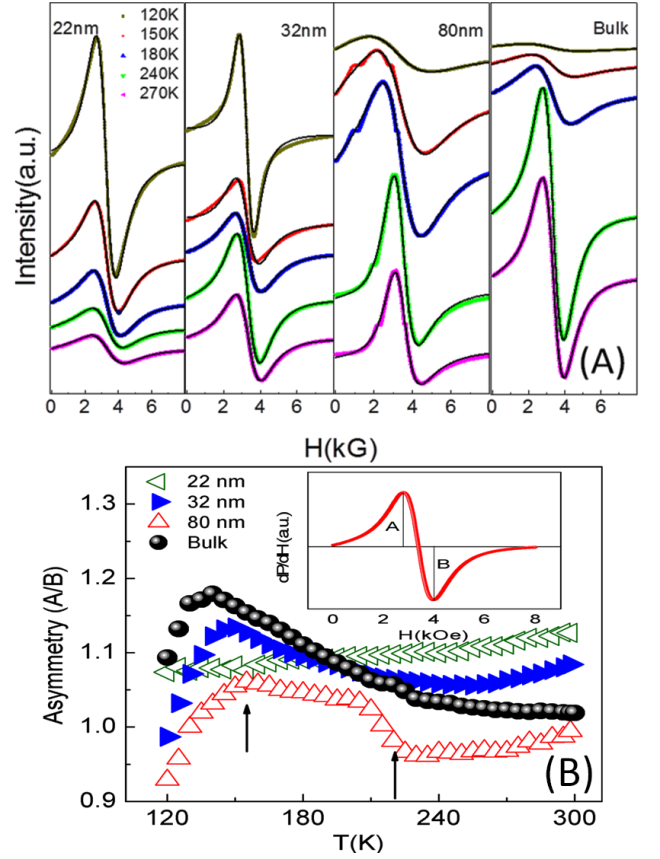 22nm
120K
150K
180K
240K
270K
32nm
80nm
Bulk
Intensity(a.u.)
(A)
0 2 4 6 0 2 4 6 0 2 4 6 0 2 4 6
H(kG)
1.3
1.2
1.1
1.0
0.9
Asymmetry (A/B)
22 nm
32 nm
80 nm
Bulk
dP/dH(a.u.)
A
B
0 2 4 6 8
H(kOe)
(B)
120 180 240 300
T(K)